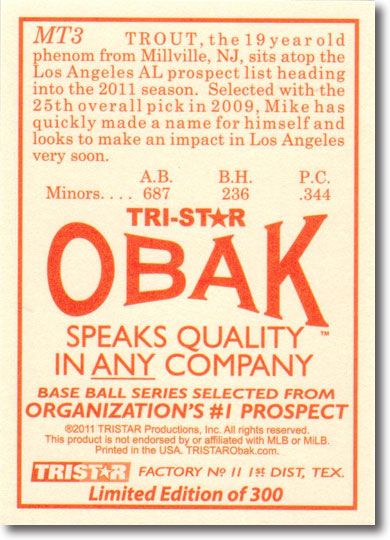 MT3 TROUT, the 19 year old
phenom from Millville, NJ, sits atop the
Los Angeles AL prospect list heading
into the 2011 season. Selected with the
25th overall pick in 2009, Mike has
quickly made a name for himself and
looks to make an impact in Los Angeles
very soon.
A.B. B.H. P.C.
Minors. . . . 687 236 .344
TRI-ST★R
OBAK™
SPEAKS QUALITY
IN ANY COMPANY
BASE BALL SERIES SELECTED FROM
ORGANIZATION'S #1 PROSPECT
©2011 TRISTAR Productions, Inc. All rights reserved.
This product is not endorsed by or affiliated with MLB or MiLB.
Printed in the USA. TRISTARObak.com.
TRIST★R FACTORY Nº 11 1st DIST, TEX.
Limited Edition of 300